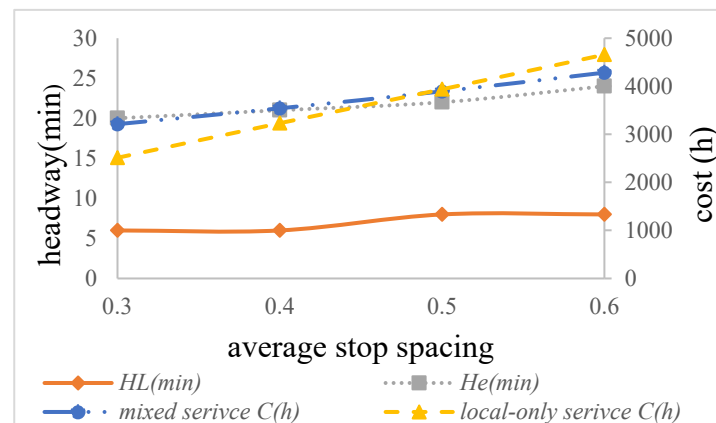 30 5000
25 4000
20
15 3000
10 2000
5 1000
0 0
headway(min)
cost (h)
0.3 0.4 0.5 0.6
average stop spacing
HL(min) He(min)
mixed serivce C(h) local-only serivce C(h)